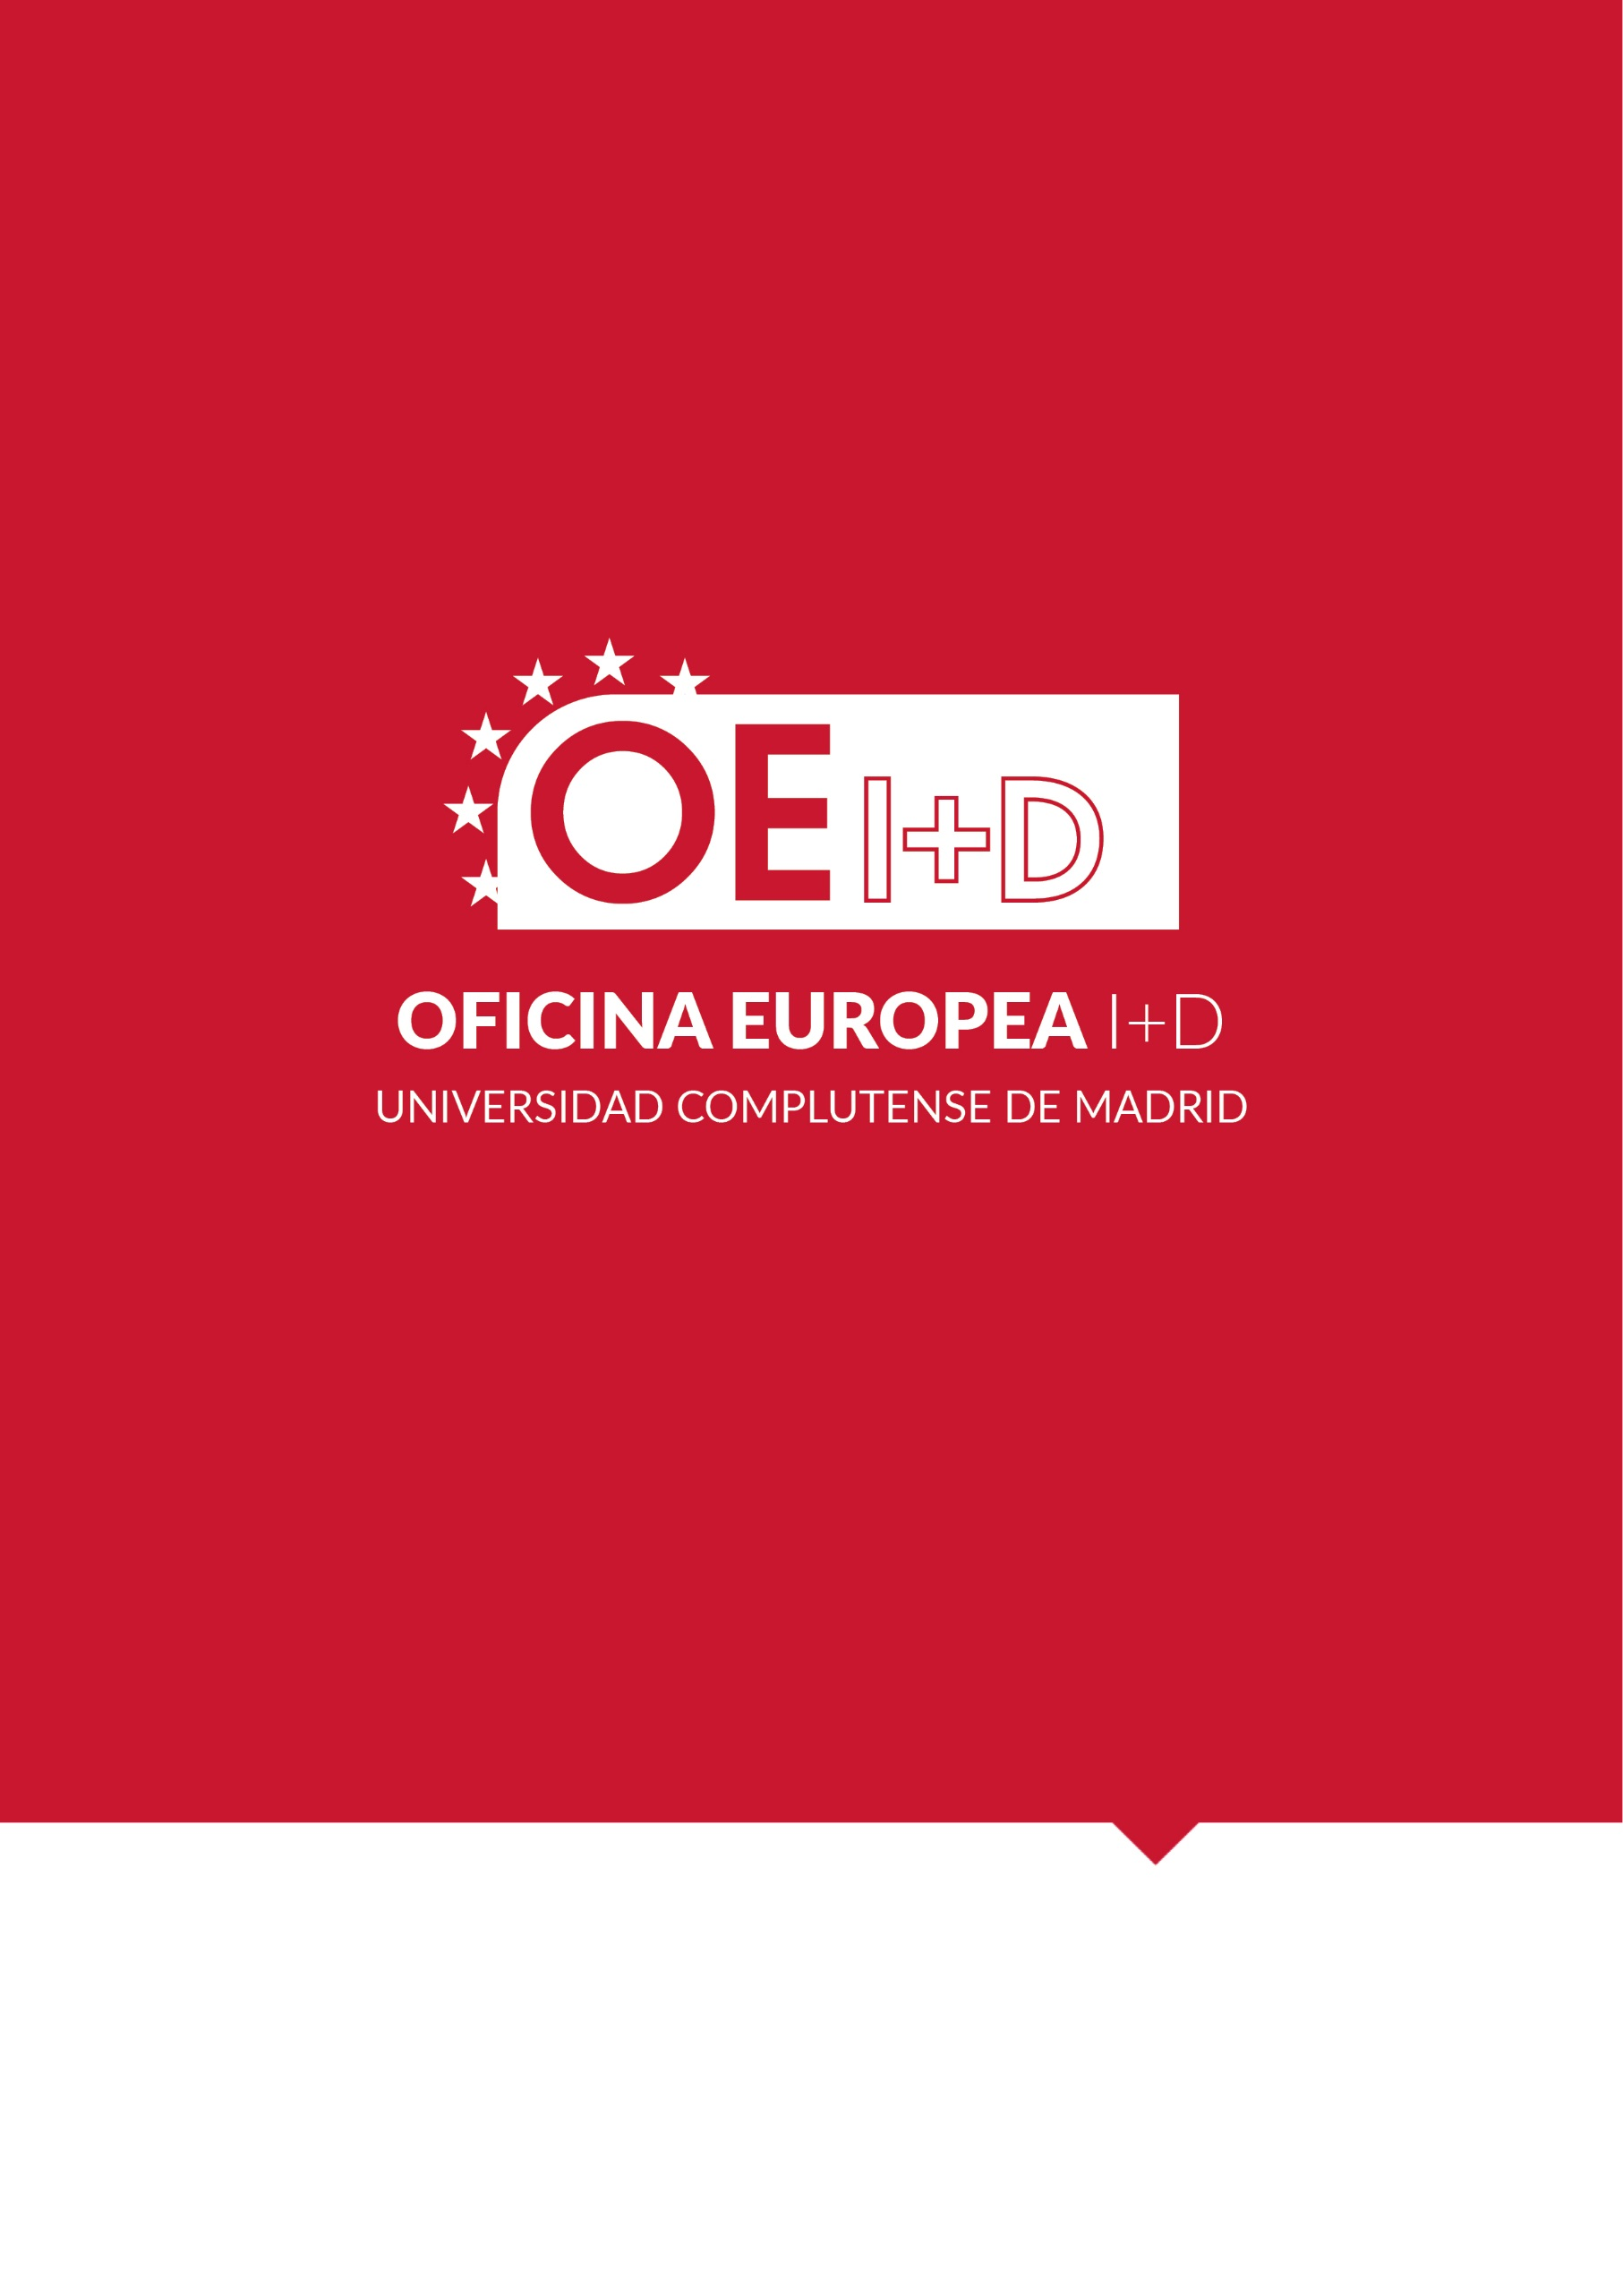 OE I+D
OFICINA EUROPEA I+D
UNIVERSIDAD COMPLUTENSE DE MADRID